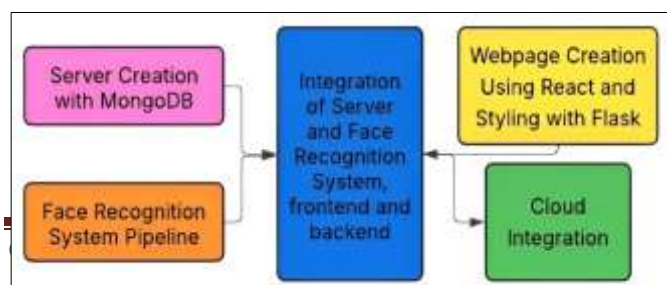 Server Creation
with MongoDB
Face Recognition
System Pipeline
Integration
of Server
and Face
Recognition
System,
frontend and
backend
Webpage Creation
Using React and
Styling with Flask
Cloud
Integration